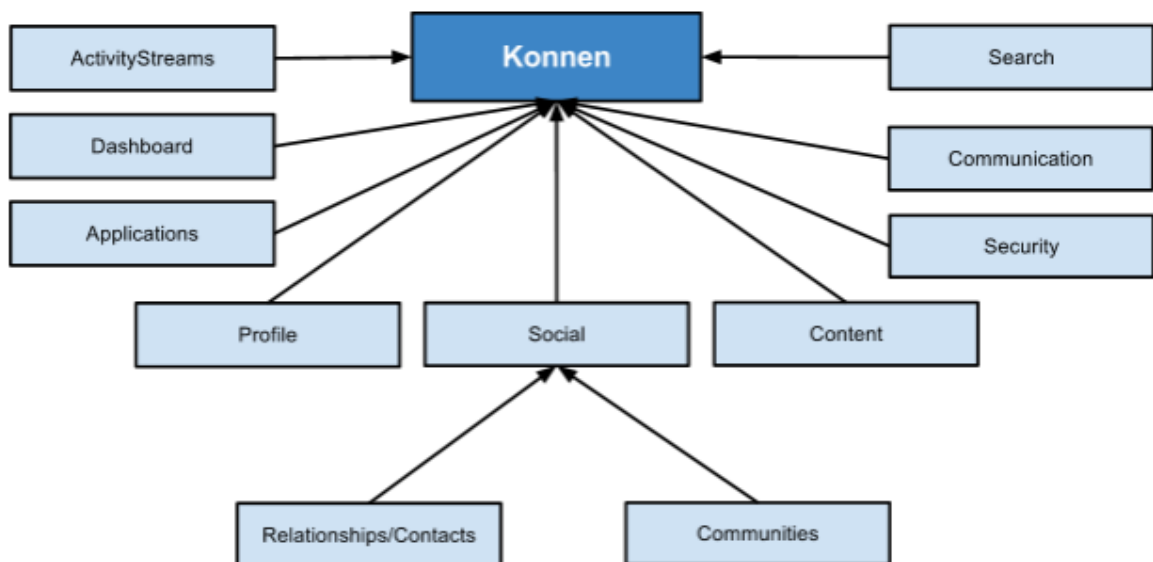 Konnen
ActivityStreams
Search
Dashboard
Communication
Applications
Security
Profile
Social
Content
Relationships/Contacts
Communities